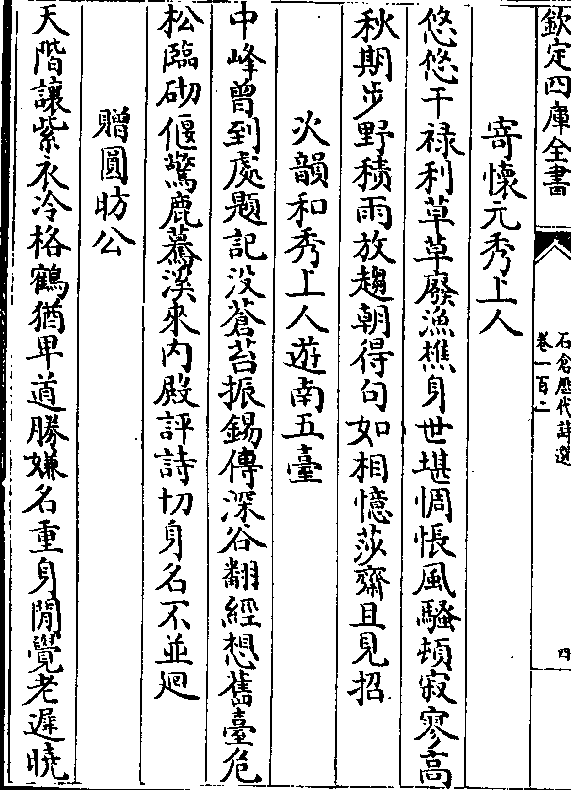 欽定四庫全書
石倉歷代詩選
卷一百二
四
寄懷元秀上人
悠悠干禄利草草廢漁樵身世堪惆悵風騷頓寂寥高
秋期步野積雨放趨朝得句如相憶莎齋且見招
次韻和秀上人遊南五臺
中峰曾到處題記没蒼苔振錫傳深谷翻經想舊臺危
松臨砌偃驚鹿驀溪來内殿評詩切身名不並廻
贈圓昉公
天階讓紫衣冷格鶴猶卑道勝嫌名重身閒覺老遲曉